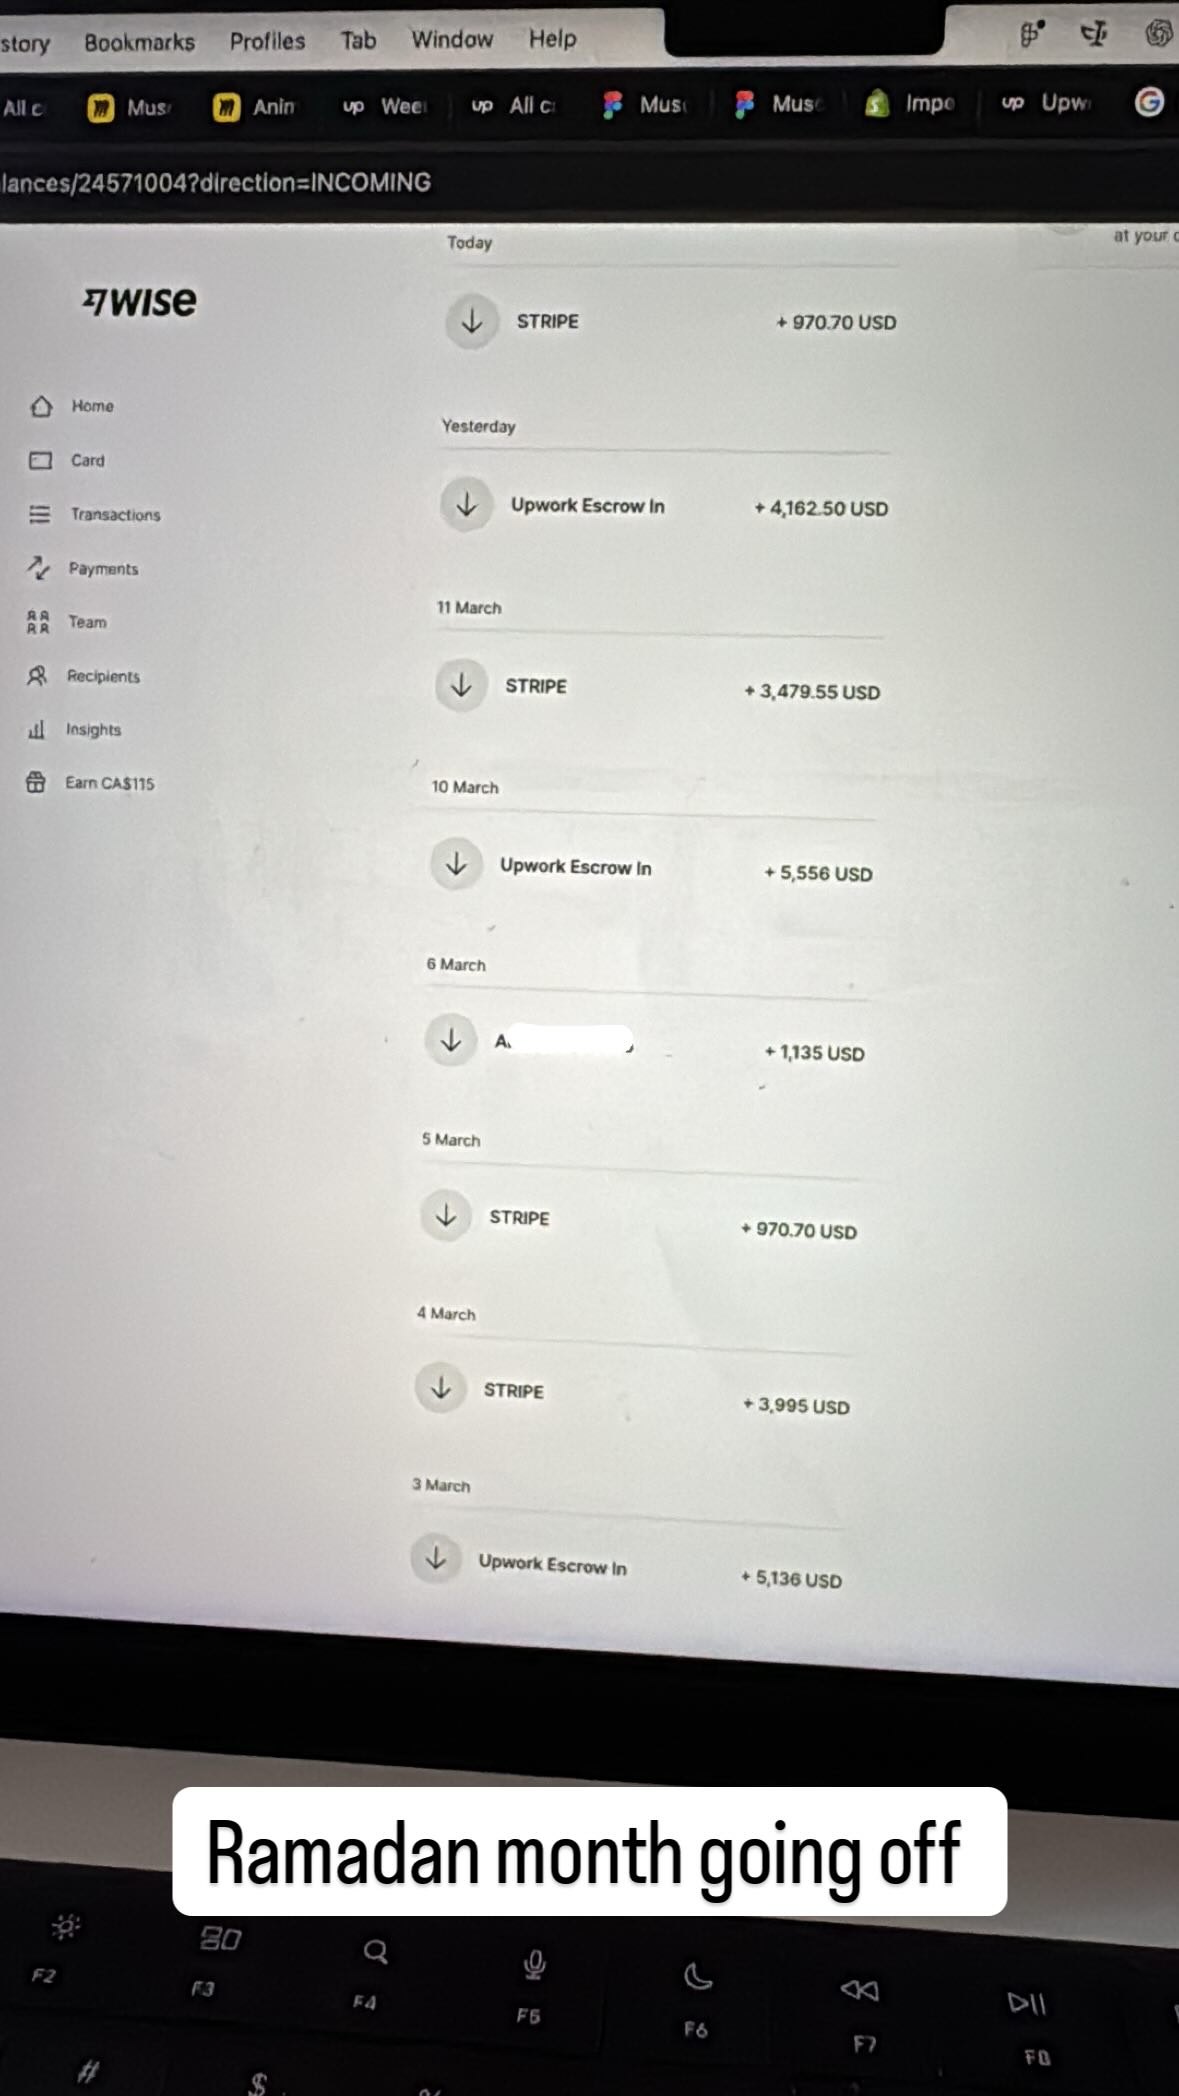 story Bookmarks Profiles Tab Window Help
All c Mus Anin Wee All c Mus Mus Impo Upw
lances/24571004?direction=INCOMING
at your
Today
WISE
STRIPE + 970.70 USD
Home
Yesterday
Card
Upwork Escrow In + 4,162.50 USD
Transactions
Payments
11 March
Team
Recipients
STRIPE + 3,479.55 USD
Insights
Earn CA$115
10 March
Upwork Escrow In + 5,556 USD
6 March
A + 1,135 USD
5 March
STRIPE + 970.70 USD
4 March
STRIPE + 3,995 USD
3 March
Upwork Escrow In + 5,136 USD
Ramadan month going off
F2 F3 F4 F5 F6 F7 F8
# $